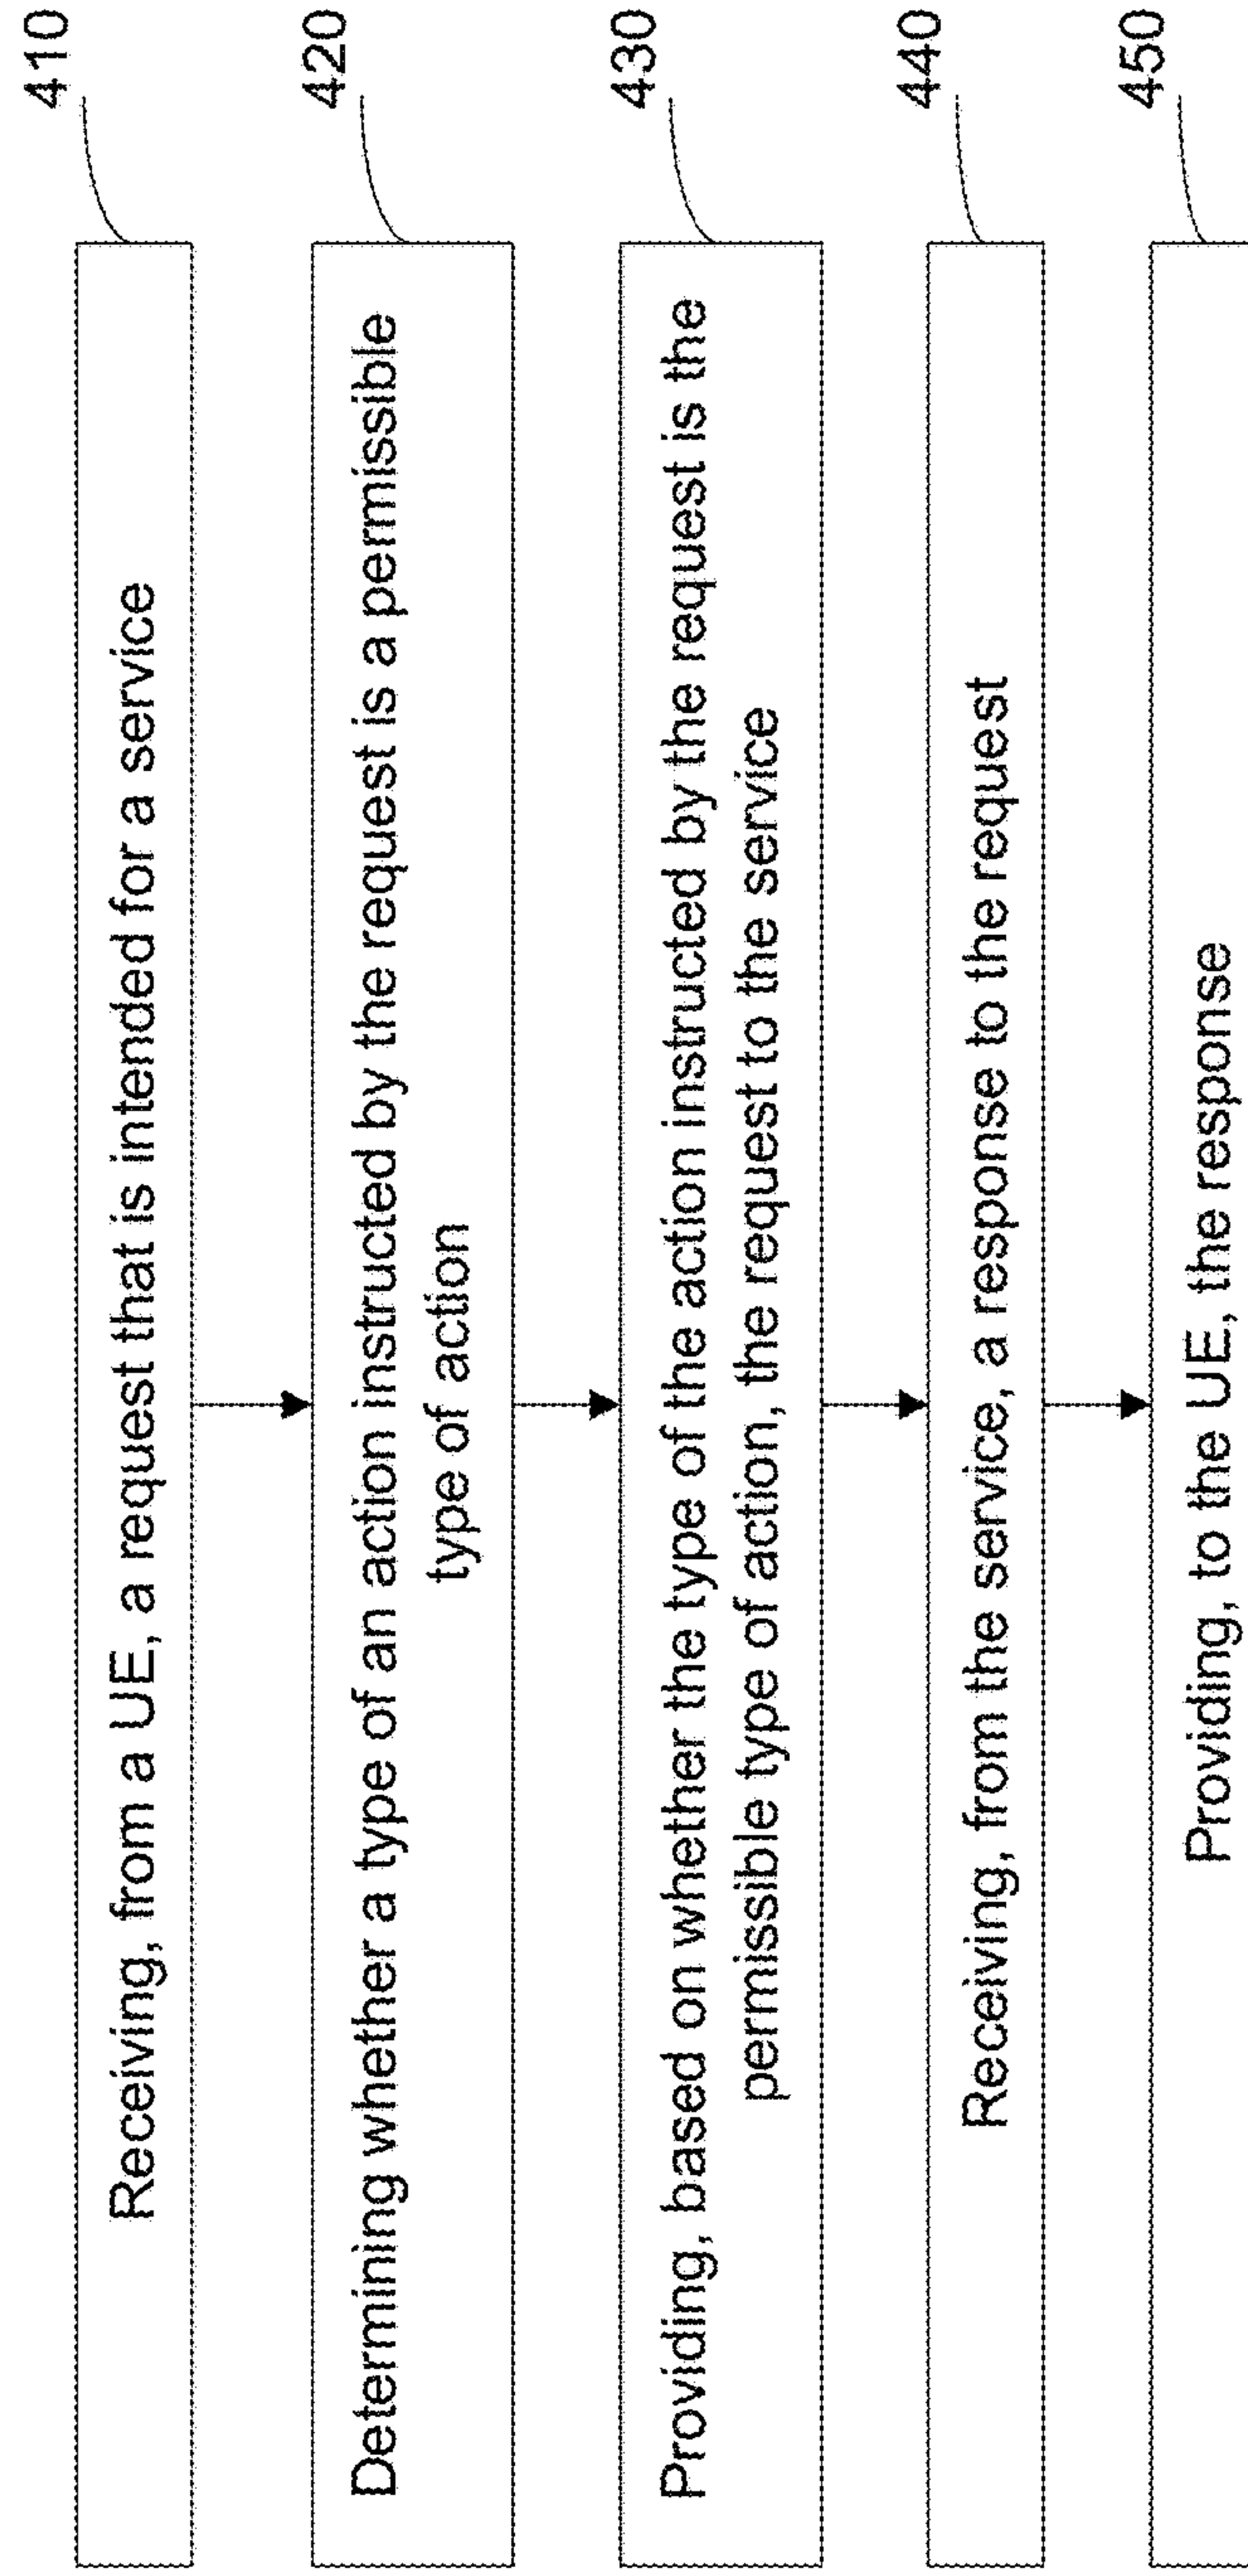 410
Receiving, from a UE, a request that is intended for a service
420
Determining whether a type of an action instructed by the request is a permissible
type of action
430
Providing, based on whether the type of the action instructed by the request is the
permissible type of action, the request to the service
440
Receiving, from the service, a response to the request
450
Providing, to the UE, the response